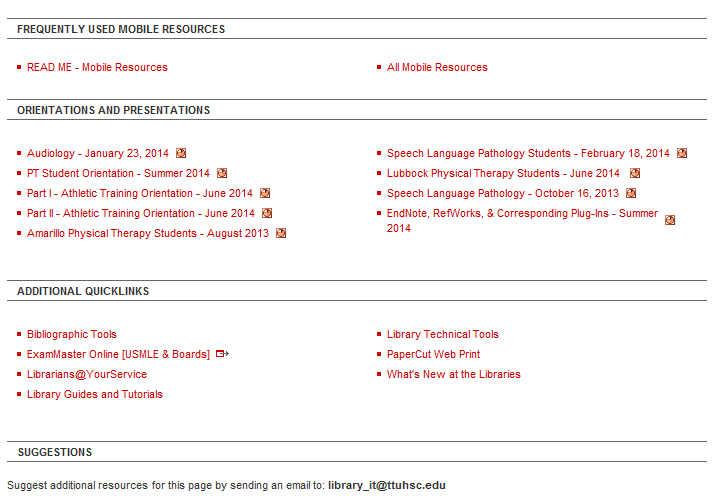 FREQUENTLY USED MOBILE RESOURCES
READ ME - Mobile Resources
All Mobile Resources
ORIENTATIONS AND PRESENTATIONS
Audiology - January 23, 2014
PT Student Orientation - Summer 2014
Part I - Athletic Training Orientation - June 2014
Part II - Athletic Training Orientation - June 2014
Amarillo Physical Therapy Students - August 2013
Speech Language Pathology Students - February 18, 2014
Lubbock Physical Therapy Students - June 2014
Speech Language Pathology - October 16, 2013
EndNote, RefWorks, & Corresponding Plug-Ins - Summer
2014
ADDITIONAL QUICKLINKS
Bibliographic Tools
ExamMaster Online [USMLE & Boards]
Librarians@YourService
Library Guides and Tutorials
Library Technical Tools
PaperCut Web Print
What's New at the Libraries
SUGGESTIONS
Suggest additional resources for this page by sending an email to: library_it@ttuhsc.edu